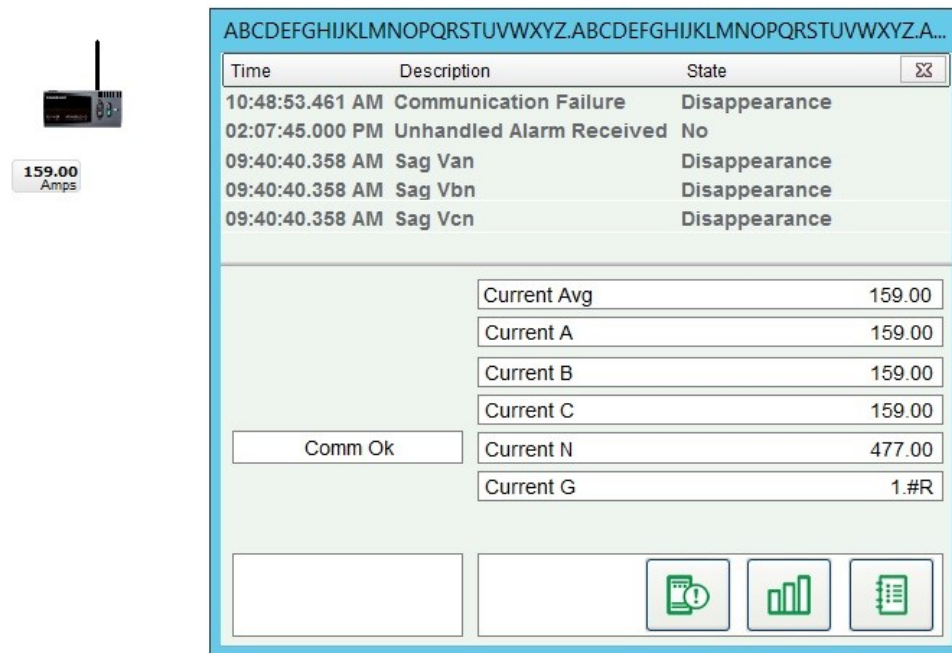 ABCDEFGHIJKLMNOPQRSTUVWXYZ.ABCDEFGHIJKLMNOPQRSTUVWXYZ.A...
Time Description State
10:48:53.461 AM Communication Failure Disappearance
02:07:45.000 PM Unhandled Alarm Received No
09:40:40.358 AM Sag Van Disappearance
09:40:40.358 AM Sag Vbn Disappearance
09:40:40.358 AM Sag Vcn Disappearance
159.00
Amps
Current Avg 159.00
Current A 159.00
Current B 159.00
Current C 159.00
Comm Ok
Current N 477.00
Current G 1.#R